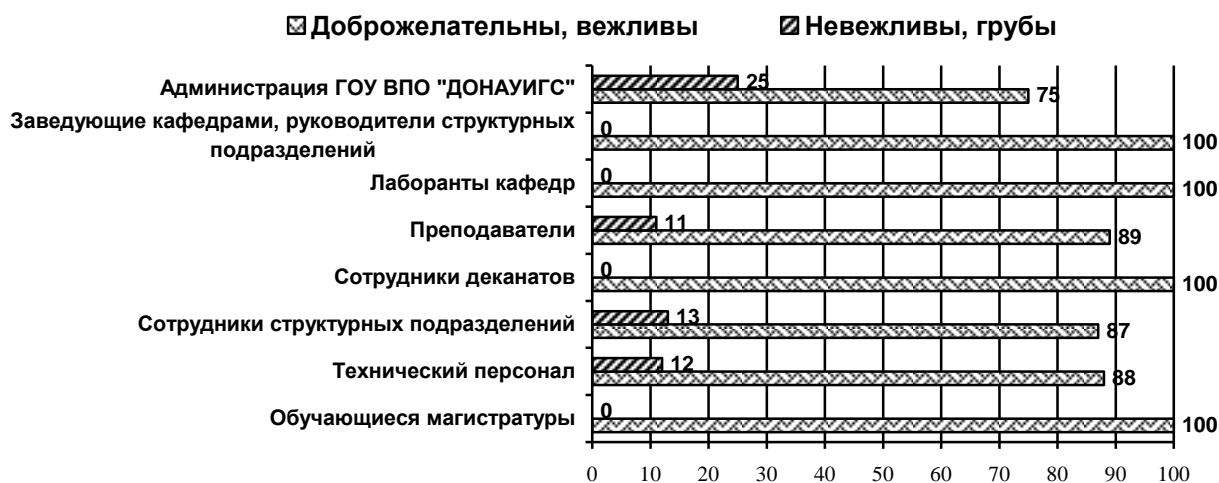 Доброжелательны, вежливы Невежливы, грубы
Администрация ГОУ ВПО "ДОНАУИГС"
25
75
Заведующие кафедрами, руководители структурных
подразделений
0
100
Лаборанты кафедр
0
100
Преподаватели
11
89
Сотрудники деканатов
0
100
Сотрудники структурных подразделений
13
87
Технический персонал
12
88
Обучающиеся магистратуры
0
100
0 10 20 30 40 50 60 70 80 90 100